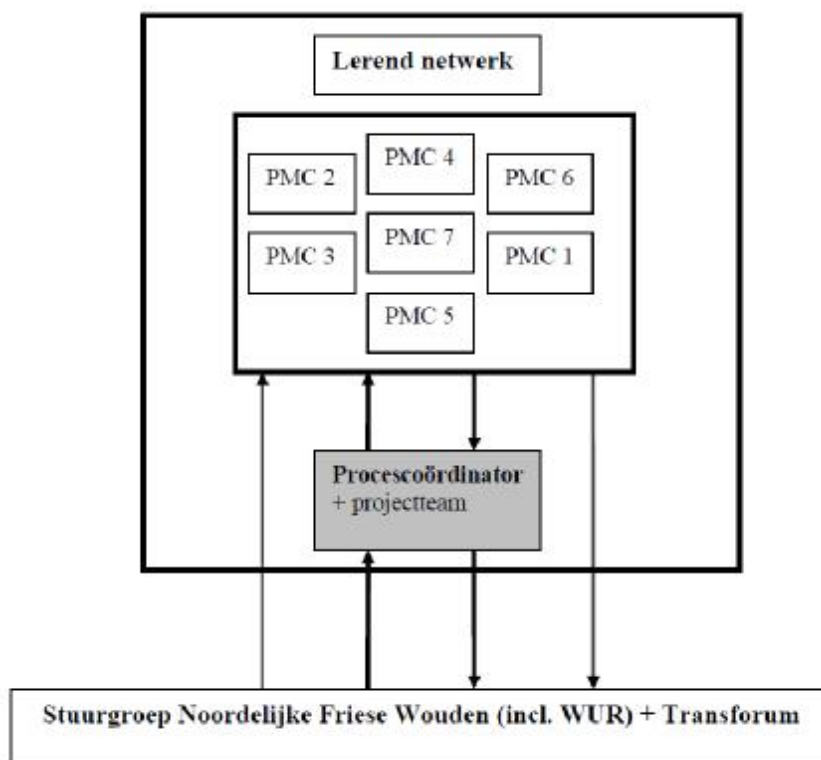 Lerend netwerk
PMC 4
PMC 2
PMC 6
PMC 7
PMC 3
PMC 1
PMC 5
Procescoördinator
+ projectteam
Stuurgroep Noordelijke Friese Wouden (incl. WUR) + Transforum